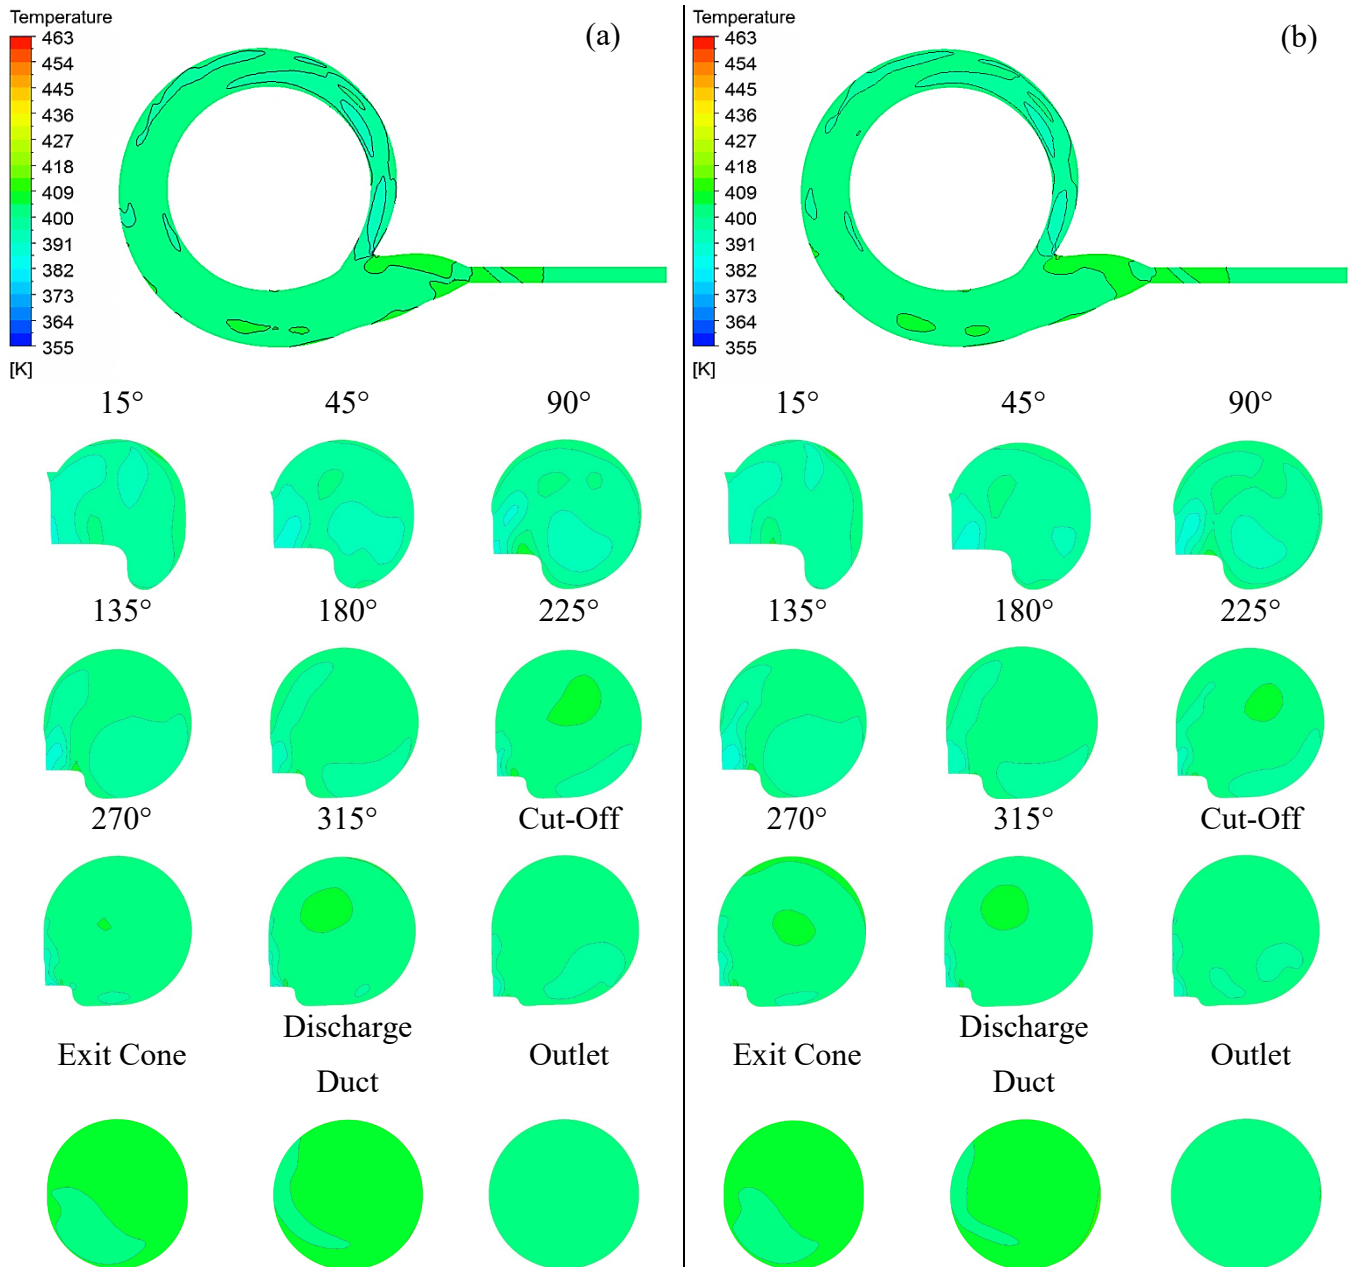 Temperature
463
454
445
436
427
418
409
400
391
382
373
364
355
[K]
(a)
15° 45° 90°
135° 180° 225°
270° 315° Cut-Off
Exit Cone Discharge Duct Outlet
Temperature
463
454
445
436
427
418
409
400
391
382
373
364
355
[K]
(b)
15° 45° 90°
135° 180° 225°
270° 315° Cut-Off
Exit Cone Discharge Duct Outlet